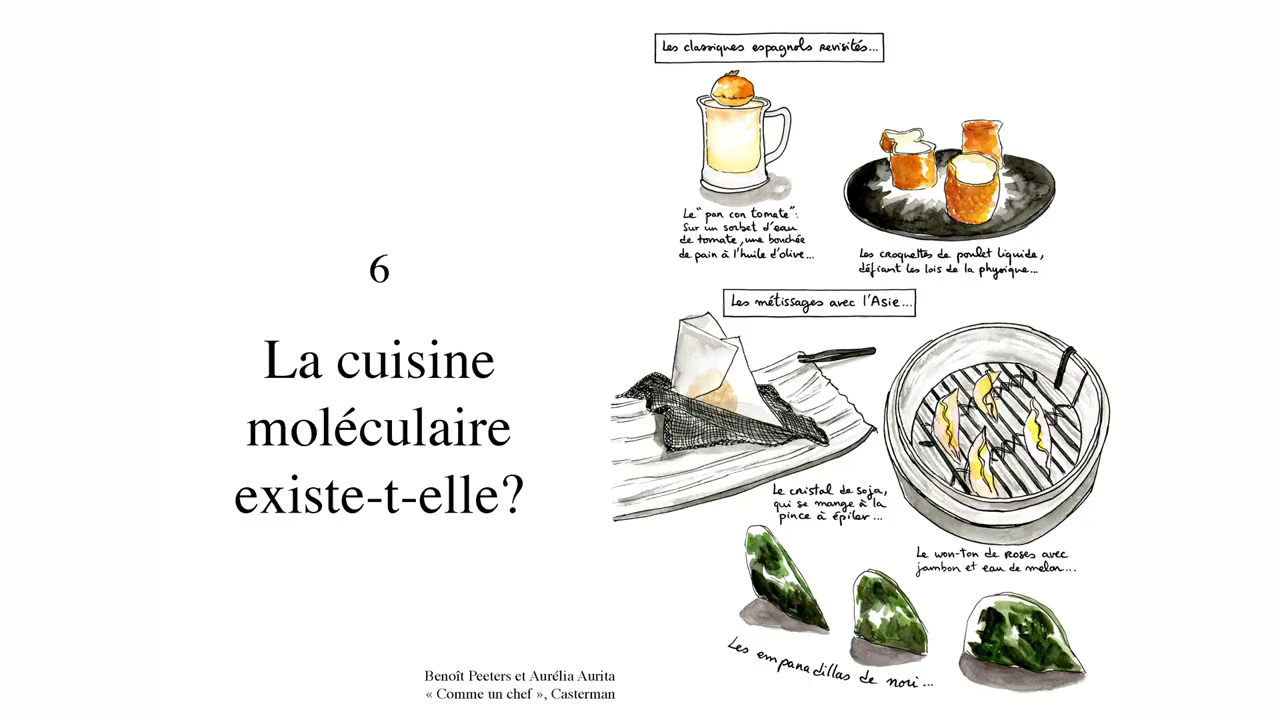 6
La cuisine
moléculaire
existe-t-elle?
Benoît Peeters et Aurélia Aurita
« Comme un chef », Casterman
Les classiques espagnols revisités...
Le "pan con tomate":
Sur un sorbet d'eau
de tomate, une bouchée
de pain à l'huile d'olive...
Les croquettes de poulet liquide,
défiant les lois de la physique...
Les métissages avec l'Asie...
Le cristal de soja,
qui se mange à la
pince à épiler...
Le won-ton de roses avec
jambon et eau de melon...
Les empanadillas de nori...